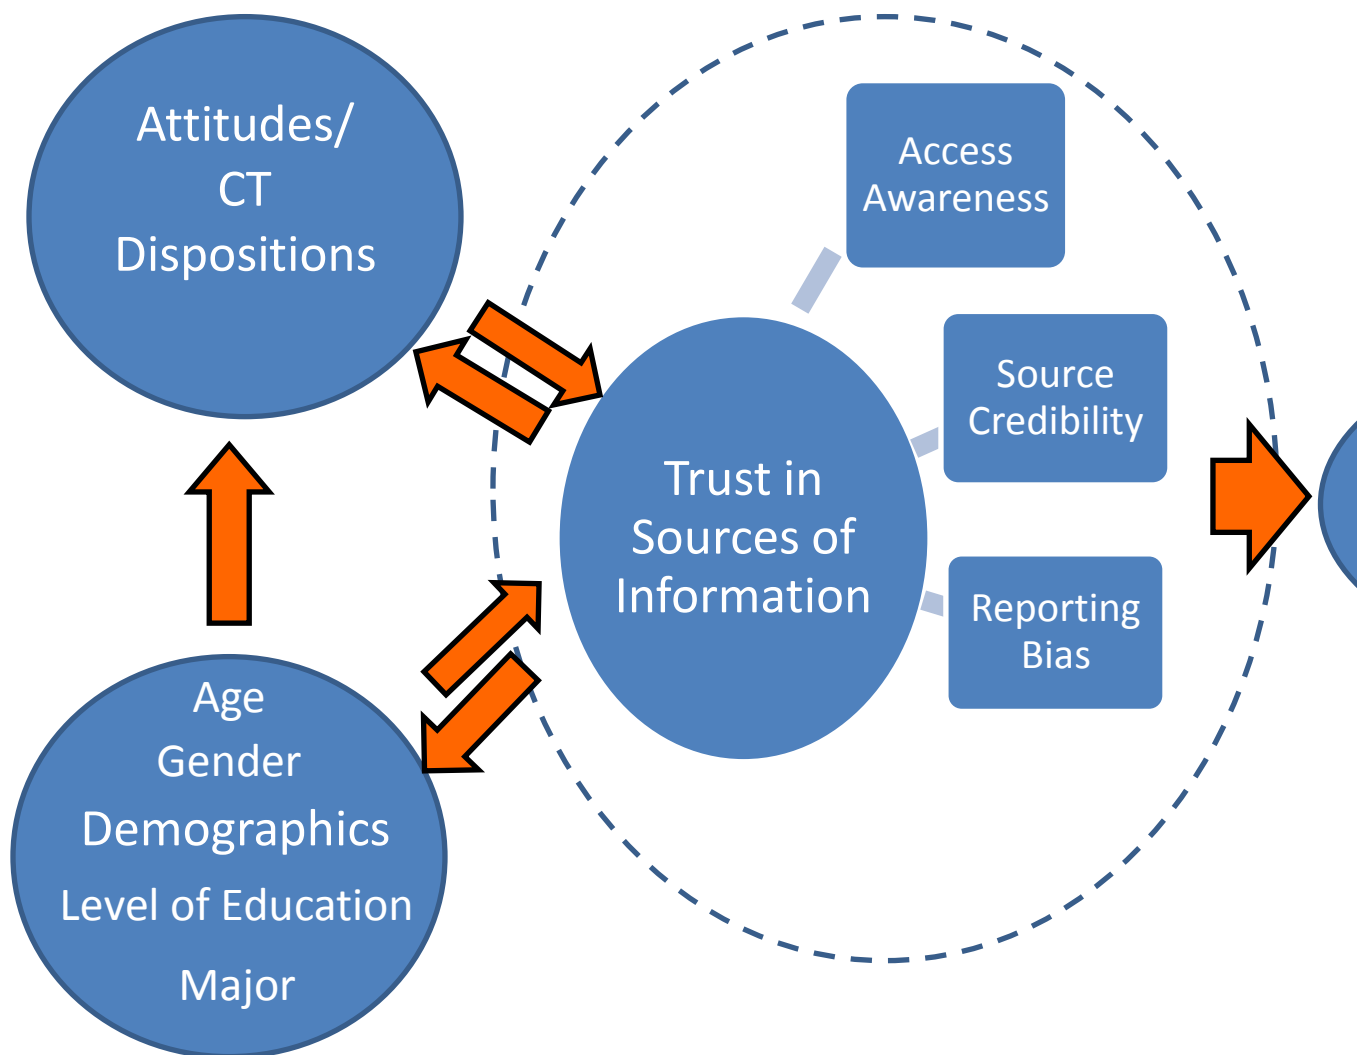 Attitudes/
CT
Dispositions
Access
Awareness
Source
Credibility
Trust in
Sources of
Information
Reporting
Bias
Age
Gender
Demographics
Level of Education
Major